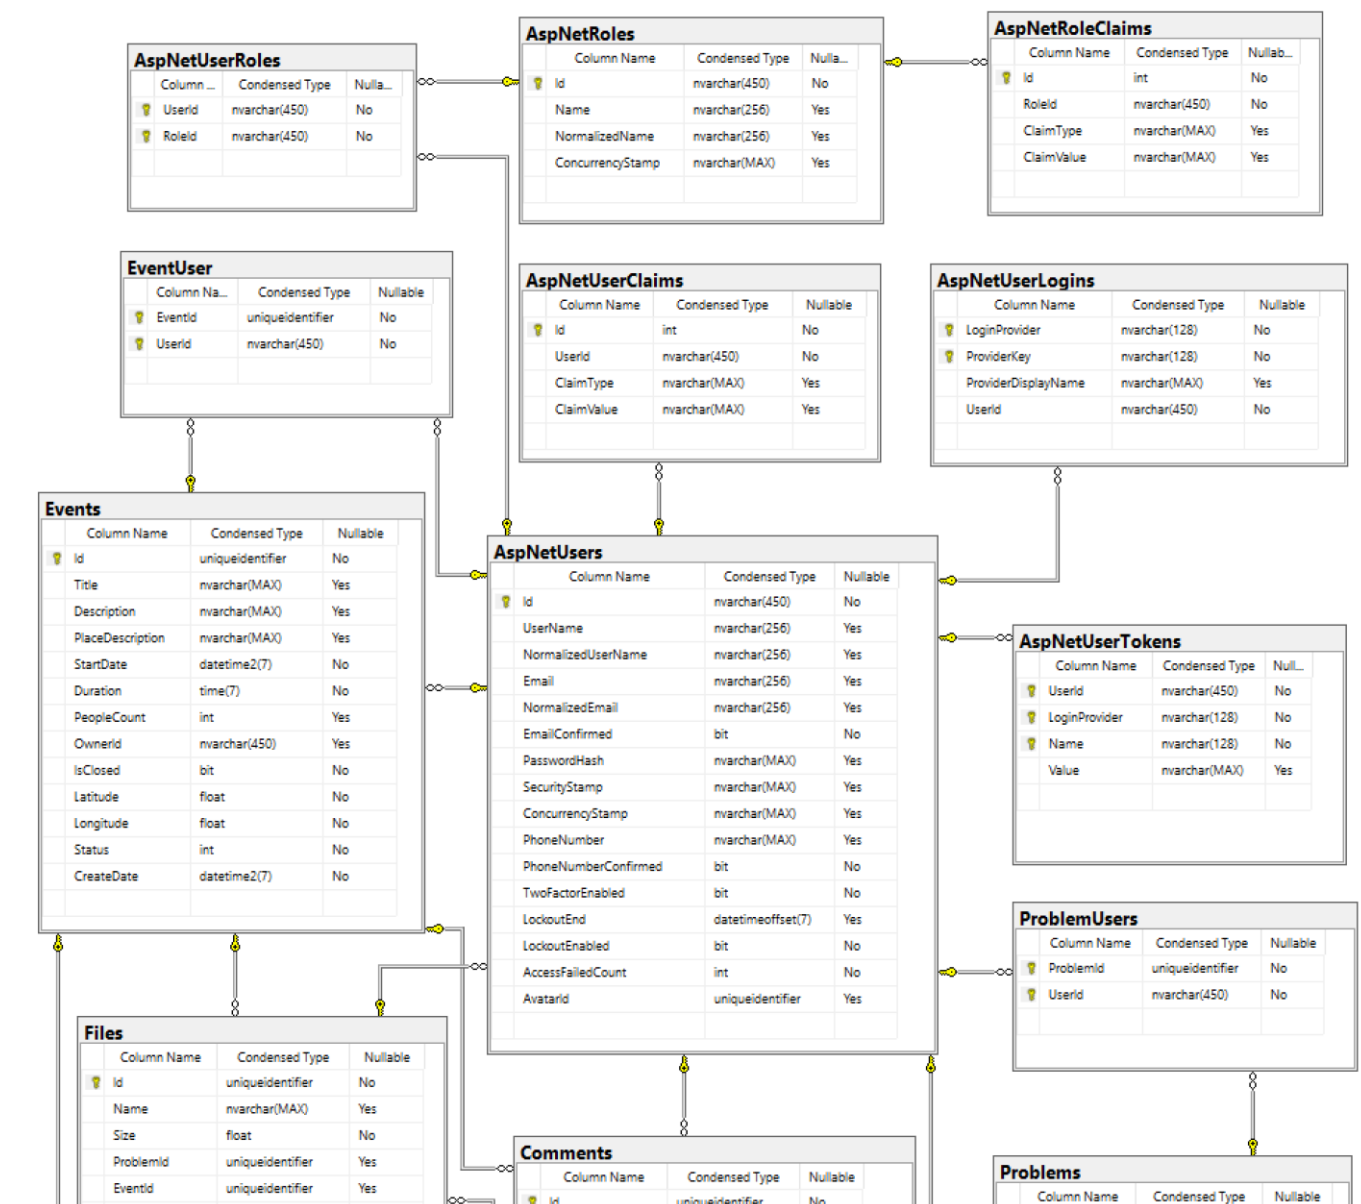 AspNetUserRoles
Column ... Condensed Type Nulla...
UserId nvarchar(450) No
RoleId nvarchar(450) No
AspNetRoles
Column Name Condensed Type Nulla...
Id nvarchar(450) No
Name nvarchar(256) Yes
NormalizedName nvarchar(256) Yes
ConcurrencyStamp nvarchar(MAX) Yes
AspNetRoleClaims
Column Name Condensed Type Nullab...
Id int No
RoleId nvarchar(450) No
ClaimType nvarchar(MAX) Yes
ClaimValue nvarchar(MAX) Yes
EventUser
Column Na... Condensed Type Nullable
EventId uniqueidentifier No
UserId nvarchar(450) No
AspNetUserClaims
Column Name Condensed Type Nullable
Id int No
UserId nvarchar(450) No
ClaimType nvarchar(MAX) Yes
ClaimValue nvarchar(MAX) Yes
AspNetUserLogins
Column Name Condensed Type Nullable
LoginProvider nvarchar(128) No
ProviderKey nvarchar(128) No
ProviderDisplayName nvarchar(MAX) Yes
UserId nvarchar(450) No
Events
Column Name Condensed Type Nullable
Id uniqueidentifier No
Title nvarchar(MAX) Yes
Description nvarchar(MAX) Yes
PlaceDescription nvarchar(MAX) Yes
StartDate datetime2(7) No
Duration time(7) No
PeopleCount int Yes
OwnerId nvarchar(450) Yes
IsClosed bit No
Latitude float No
Longitude float No
Status int No
CreateDate datetime2(7) No
AspNetUsers
Column Name Condensed Type Nullable
Id nvarchar(450) No
UserName nvarchar(256) Yes
NormalizedUserName nvarchar(256) Yes
Email nvarchar(256) Yes
NormalizedEmail nvarchar(256) Yes
EmailConfirmed bit No
PasswordHash nvarchar(MAX) Yes
SecurityStamp nvarchar(MAX) Yes
ConcurrencyStamp nvarchar(MAX) Yes
PhoneNumber nvarchar(MAX) Yes
PhoneNumberConfirmed bit No
TwoFactorEnabled bit No
LockoutEnd datetimeoffset(7) Yes
LockoutEnabled bit No
AccessFailedCount int No
AvatarId uniqueidentifier Yes
AspNetUserTokens
Column Name Condensed Type Null...
UserId nvarchar(450) No
LoginProvider nvarchar(128) No
Name nvarchar(128) No
Value nvarchar(MAX) Yes
ProblemUsers
Column Name Condensed Type Nullable
ProblemId uniqueidentifier No
UserId nvarchar(450) No
Files
Column Name Condensed Type Nullable
Id uniqueidentifier No
Name nvarchar(MAX) Yes
Size float No
ProblemId uniqueidentifier Yes
EventId uniqueidentifier Yes
Comments
Column Name Condensed Type Nullable
Id uniqueidentifier No
Problems
Column Name Condensed Type Nullable